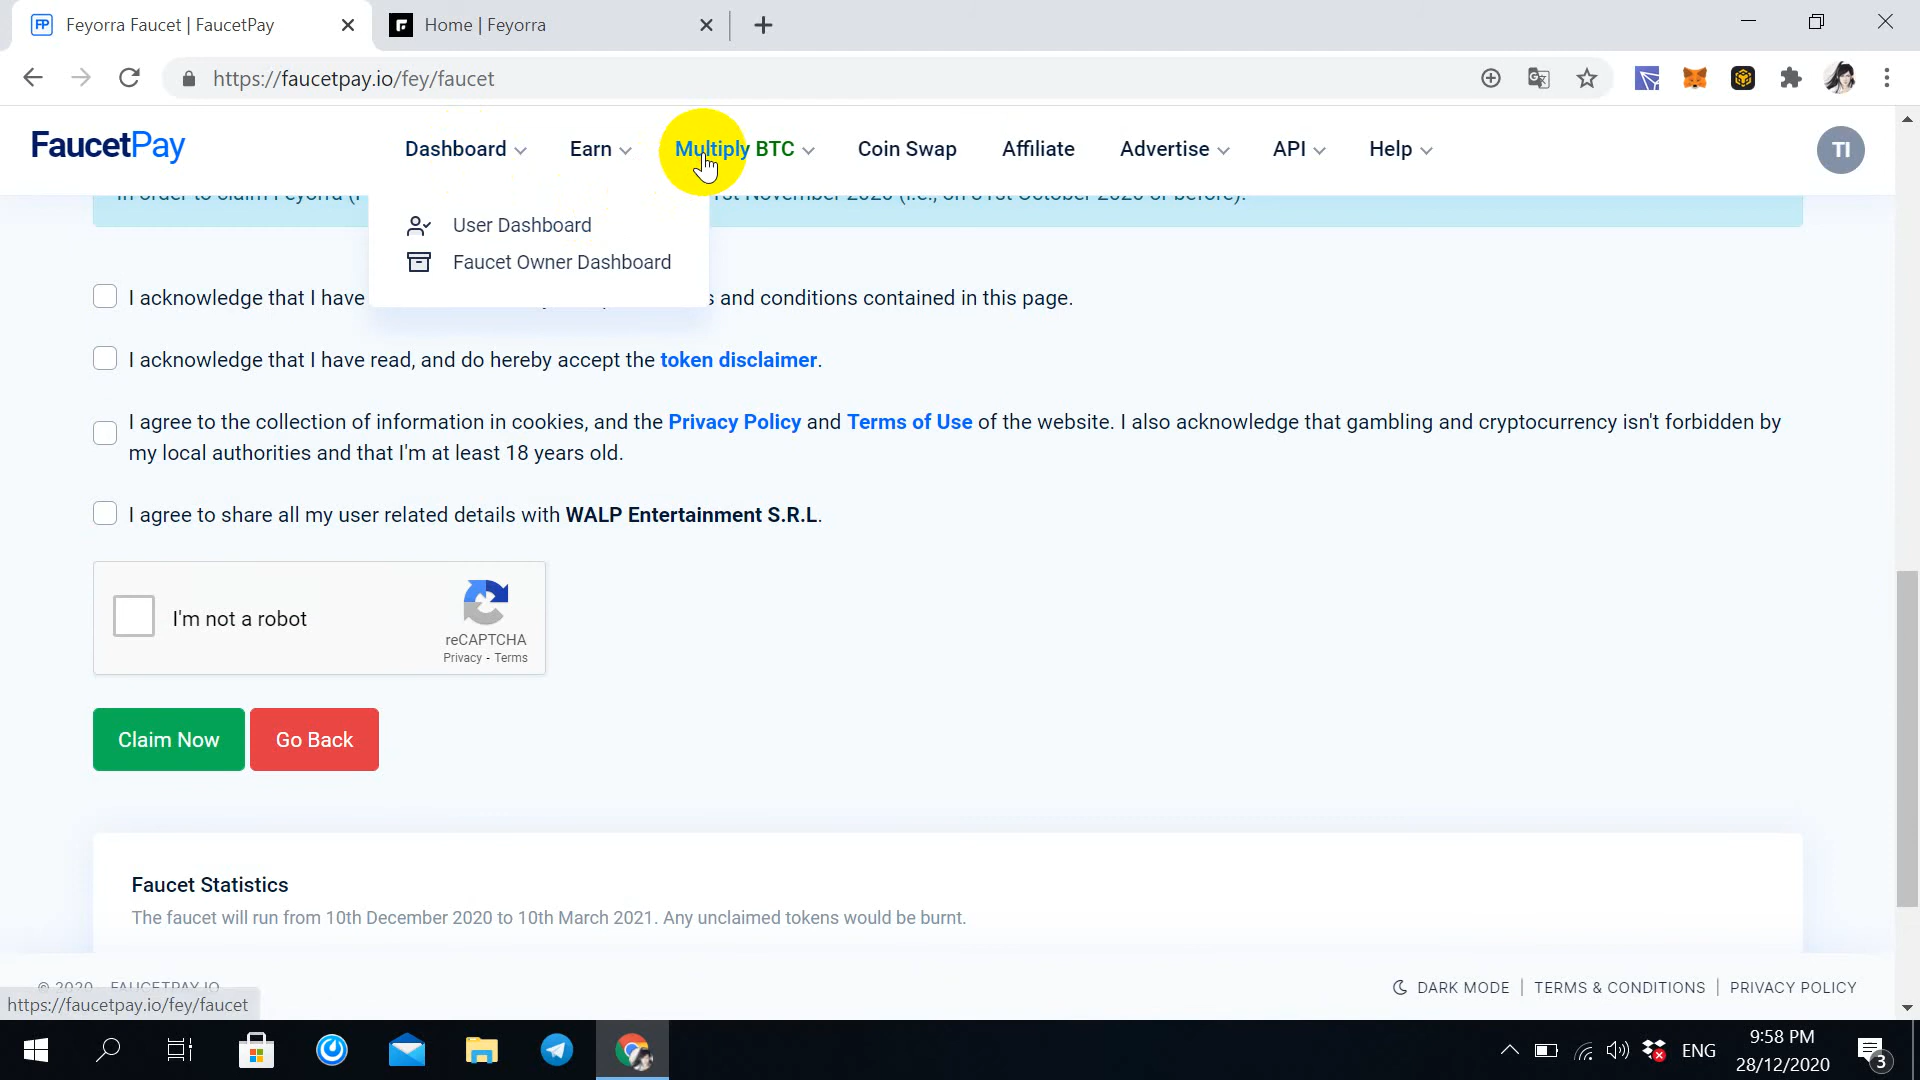 Feyorra Faucet | FaucetPay
Home | Feyorra
https://faucetpay.io/fey/faucet
FaucetPay
Dashboard
Earn
Multiply BTC
Coin Swap
Affiliate
Advertise
API
Help
TI
User Dashboard
Faucet Owner Dashboard
I acknowledge that I have
and conditions contained in this page.
I acknowledge that I have read, and do hereby accept the token disclaimer.
I agree to the collection of information in cookies, and the Privacy Policy and Terms of Use of the website. I also acknowledge that gambling and cryptocurrency isn't forbidden by
my local authorities and that I'm at least 18 years old.
I agree to share all my user related details with WALP Entertainment S.R.L.
I'm not a robot
reCAPTCHA
Privacy - Terms
Claim Now
Go Back
Faucet Statistics
The faucet will run from 10th December 2020 to 10th March 2021. Any unclaimed tokens would be burnt.
© 2020 FAUCETPAY.IO
DARK MODE | TERMS & CONDITIONS | PRIVACY POLICY
https://faucetpay.io/fey/faucet
ENG
9:58 PM
28/12/2020
3